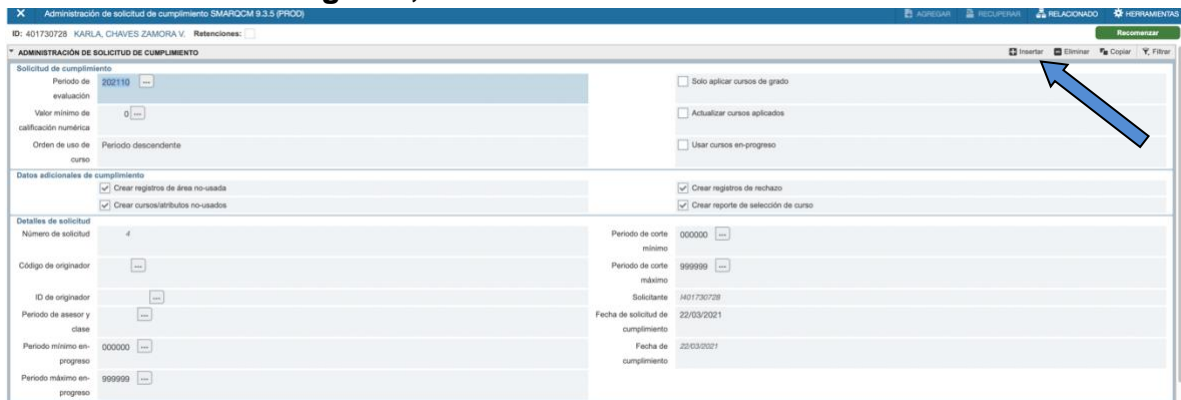 Administración de solicitud de cumplimiento SMARQCM 9.3.5 (PROD) AGREGAR RECUPERAR RELACIONADO HERRAMIENTAS
ID: 401730728 KARLA, CHAVES ZAMORA V. Retenciones: Recomenzar
ADMINISTRACIÓN DE SOLICITUD DE CUMPLIMIENTO Insertar Eliminar Copiar Filtrar
Solicitud de cumplimiento
Periodo de evaluación 202110 ... Solo aplicar cursos de grado
Valor mínimo de calificación numérica 0 ... Actualizar cursos aplicados
Orden de uso de curso Periodo descendente Usar cursos en-progreso
Datos adicionales de cumplimiento
Crear registros de área no-usada Crear registros de rechazo
Crear cursos/atributos no-usados Crear reporte de selección de curso
Detalles de solicitud
Número de solicitud 4 Periodo de corte mínimo 000000 ...
Código de originador ... Periodo de corte máximo 999999 ...
ID de originador ... Solicitante I401730728
Periodo de asesor y clase ... Fecha de solicitud de cumplimiento 22/03/2021
Periodo mínimo en-progreso 000000 ... Fecha de cumplimiento 22/03/2021
Periodo máximo en-progreso 999999 ...